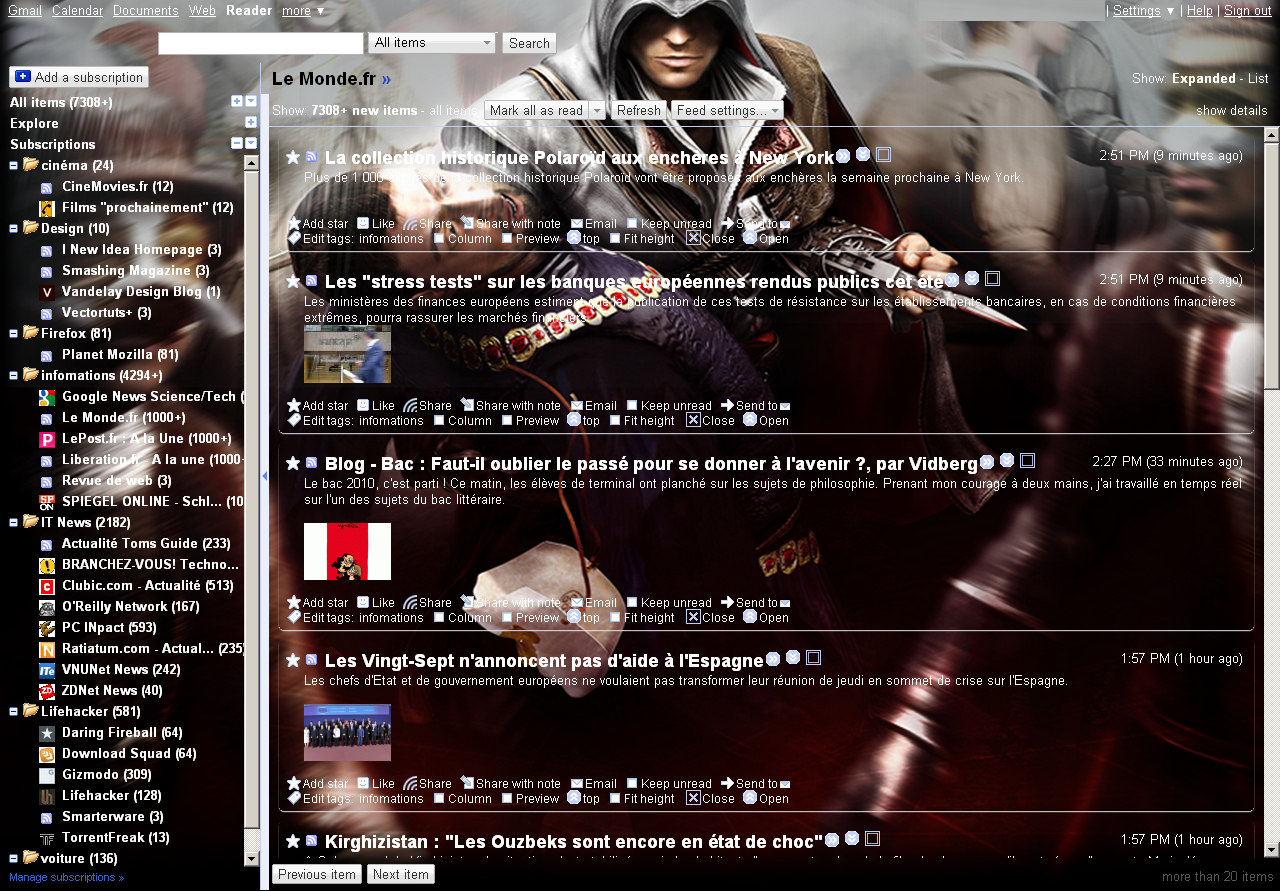 Gmail Calendar Documents Web Reader more ▼
| Settings ▼ | Help | Sign out
All items Search
Add a subscription
All items (7308+)
Explore
Subscriptions
cinéma (24)
CineMovies.fr (12)
Films "prochainement" (12)
Design (10)
I New Idea Homepage (3)
Smashing Magazine (3)
Vandelay Design Blog (1)
Vectortuts+ (3)
Firefox (81)
Planet Mozilla (81)
infomations (4294+)
Google News Science/Tech (
Le Monde.fr (1000+)
LePost.fr : A la Une (1000+)
Liberation.fr - A la une (1000-
Revue de web (3)
SPIEGEL ONLINE - Schl... (10
IT News (2182)
Actualité Toms Guide (233)
BRANCHEZ-VOUS! Techno...
Clubic.com - Actualité (513)
O'Reilly Network (167)
PC INpact (593)
Ratiatum.com - Actual... (235)
VNUNet News (242)
ZDNet News (40)
Lifehacker (581)
Daring Fireball (64)
Download Squad (64)
Gizmodo (309)
Lifehacker (128)
Smarterware (3)
TorrentFreak (13)
voiture (136)
Manage subscriptions »
Le Monde.fr »
Show: Expanded - List
Show: 7308+ new items - all items Mark all as read Refresh Feed settings...
show details
La collection historique Polaroïd aux encheres à New York
2:51 PM (9 minutes ago)
Plus de 1 000 de la collection historique Polaroïd vont être proposés aux enchères la semaine prochaine à New York.
Add star Like Share Share with note Email Keep unread Send to
Edit tags: infomations Column Preview top Fit height Close Open
Les "stress tests" sur les banques européennes rendus publics cet été
2:51 PM (9 minutes ago)
Les ministères des finances européens estiment que la publication de ces tests de résistance sur les établissements bancaires, en cas de conditions financières
extrêmes, pourra rassurer les marchés financiers.
Add star Like Share Share with note Email Keep unread Send to
Edit tags: infomations Column Preview top Fit height Close Open
Blog - Bac : Faut-il oublier le passé pour se donner à l'avenir ?, par Vidberg
2:27 PM (33 minutes ago)
Le bac 2010, c'est parti ! Ce matin, les élèves de terminal ont planché sur les sujets de philosophie. Prenant mon courage à deux mains, j'ai travaillé en temps réel
sur l'un des sujets du bac littéraire.
Add star Like Share Share with note Email Keep unread Send to
Edit tags: infomations Column Preview top Fit height Close Open
Les Vingt-Sept n'annoncent pas d'aide à l'Espagne
1:57 PM (1 hour ago)
Les chefs d'Etat et de gouvernement européens ne voulaient pas transformer leur réunion de jeudi en sommet de crise sur l'Espagne.
Add star Like Share Share with note Email Keep unread Send to
Edit tags: infomations Column Preview top Fit height Close Open
Kirghizistan : "Les Ouzbeks sont encore en état de choc"
1:57 PM (1 hour ago)
Previous item Next item
more than 20 items